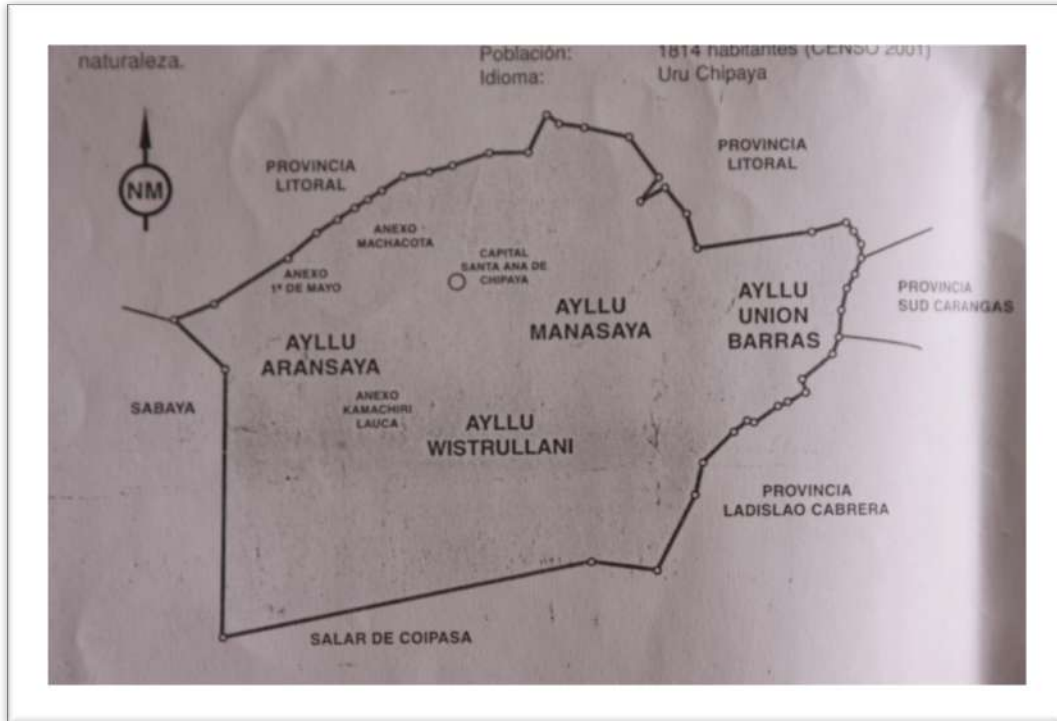 naturaleza.
Población: 1814 habitantes (CENSO 2001)
Idioma: Uru Chipaya
NM
PROVINCIA
LITORAL
PROVINCIA
LITORAL
ANEXO
MACHACOTA
CAPITAL
SANTA ANA DE
CHIPAYA
ANEXO
1º DE MAYO
PROVINCIA
SUD CARANGAS
AYLLU
MANASAYA
AYLLU
UNION
BARRAS
AYLLU
ARANSAYA
SABAYA
ANEXO
KAMACHIRI
LAUCA
AYLLU
WISTRULLANI
PROVINCIA
LADISLAO CABRERA
SALAR DE COIPASA